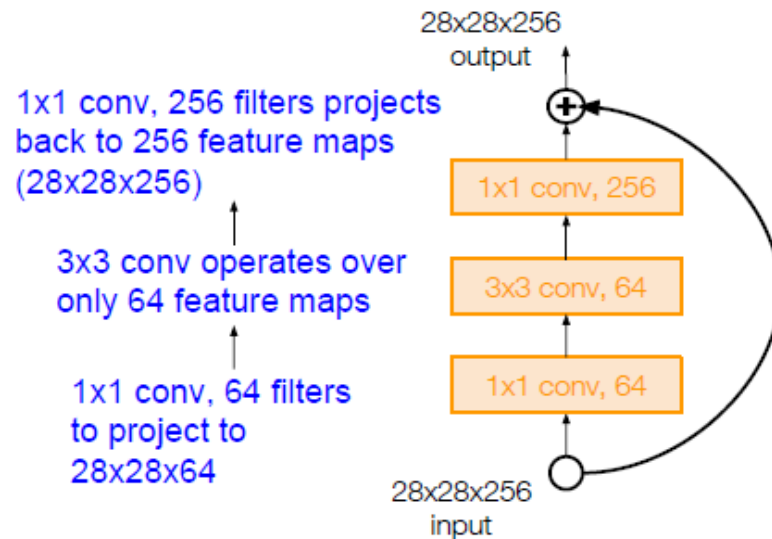 28x28x256
output
1x1 conv, 256 filters projects
back to 256 feature maps
(28x28x256)
1x1 conv, 256
3x3 conv operates over
only 64 feature maps
3x3 conv, 64
1x1 conv, 64 filters
to project to
28x28x64
1x1 conv, 64
28x28x256
input